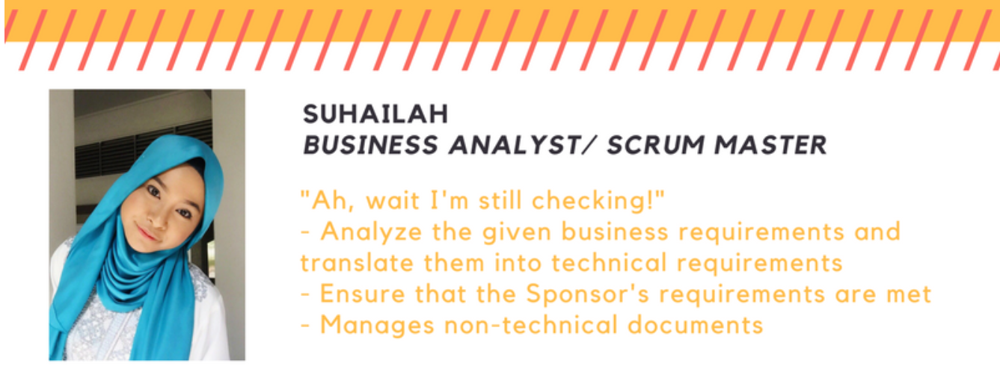 SUHAILAH
BUSINESS ANALYST/ SCRUM MASTER
"Ah, wait I'm still checking!"
- Analyze the given business requirements and
translate them into technical requirements
- Ensure that the Sponsor's requirements are met
- Manages non-technical documents